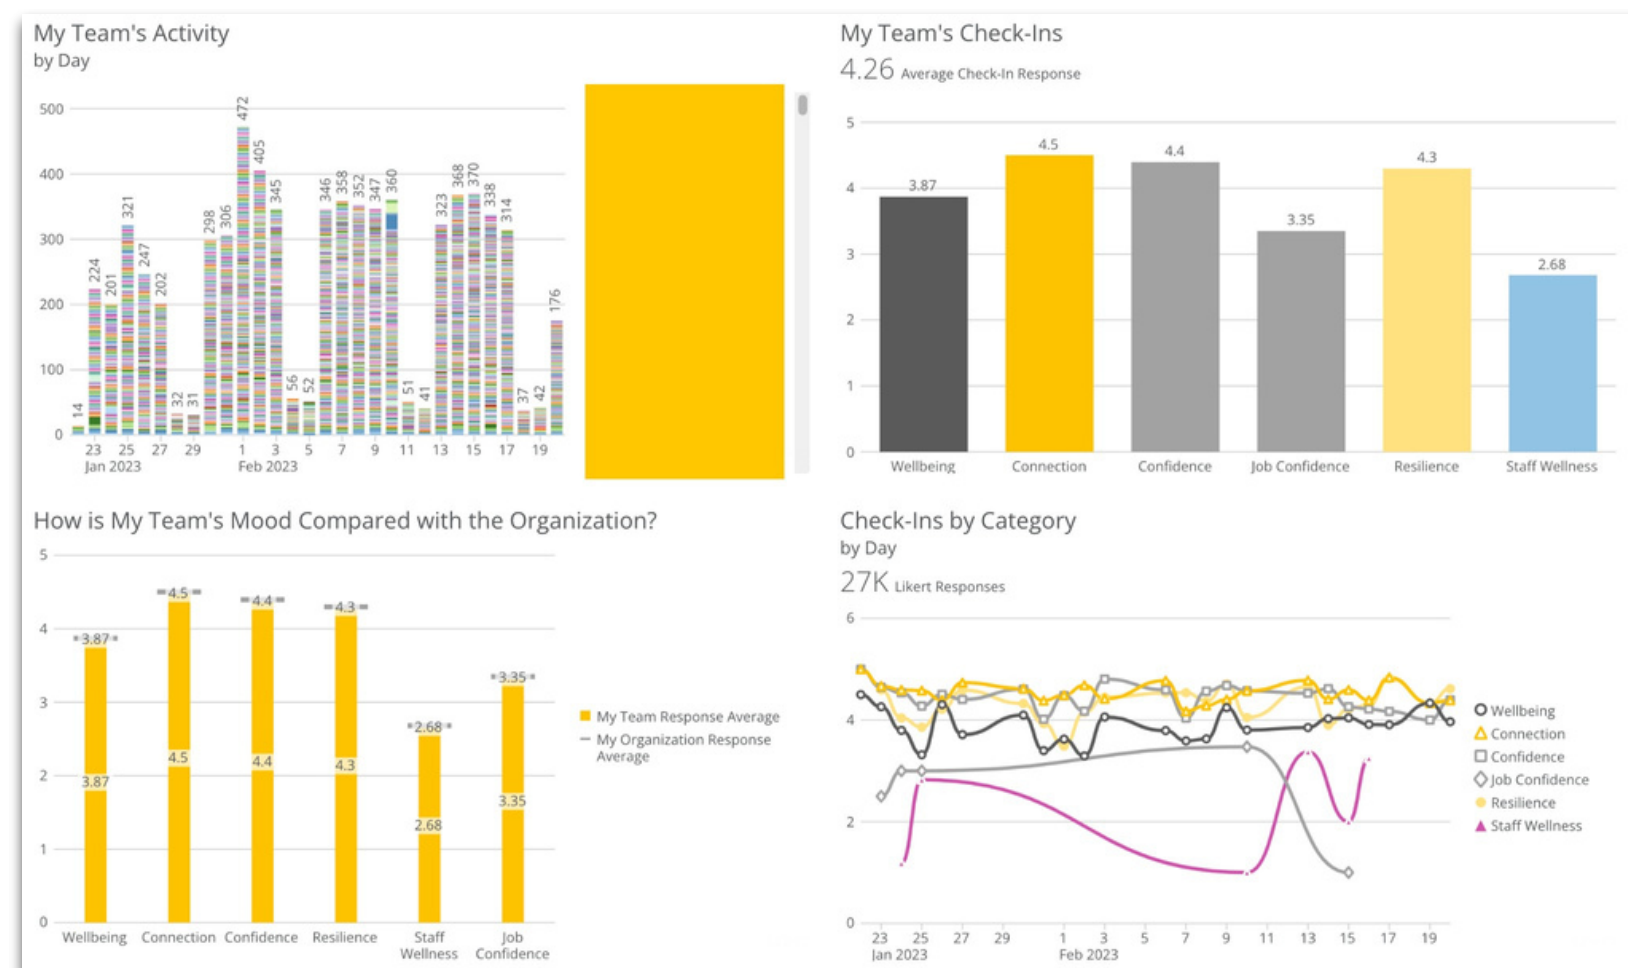 My Team's Activity
by Day
500
400
300
200
100
0
14
224
201
321
247
202
32
31
298
306
472
405
345
56
52
346
358
352
347
360
51
41
323
368
370
338
314
37
42
176
23 25 27 29 1 3 5 7 9 11 13 15 17 19
Jan 2023 Feb 2023
My Team's Check-Ins
4.26 Average Check-In Response
5
4
3
2
1
0
3.87
4.5
4.4
3.35
4.3
2.68
Wellbeing Connection Confidence Job Confidence Resilience Staff Wellness
How is My Team's Mood Compared with the Organization?
5
4
3
2
1
0
3.87
4.5
4.4
4.3
2.68
3.35
3.87
4.5
4.4
4.3
2.68
3.35
Wellbeing Connection Confidence Resilience Staff Job
Wellness Confidence
My Team Response Average
My Organization Response
Average
Check-Ins by Category
by Day
27K Likert Responses
6
4
2
0
23 25 27 29 1 3 5 7 9 11 13 15 17 19
Jan 2023 Feb 2023
Wellbeing
Connection
Confidence
Job Confidence
Resilience
Staff Wellness